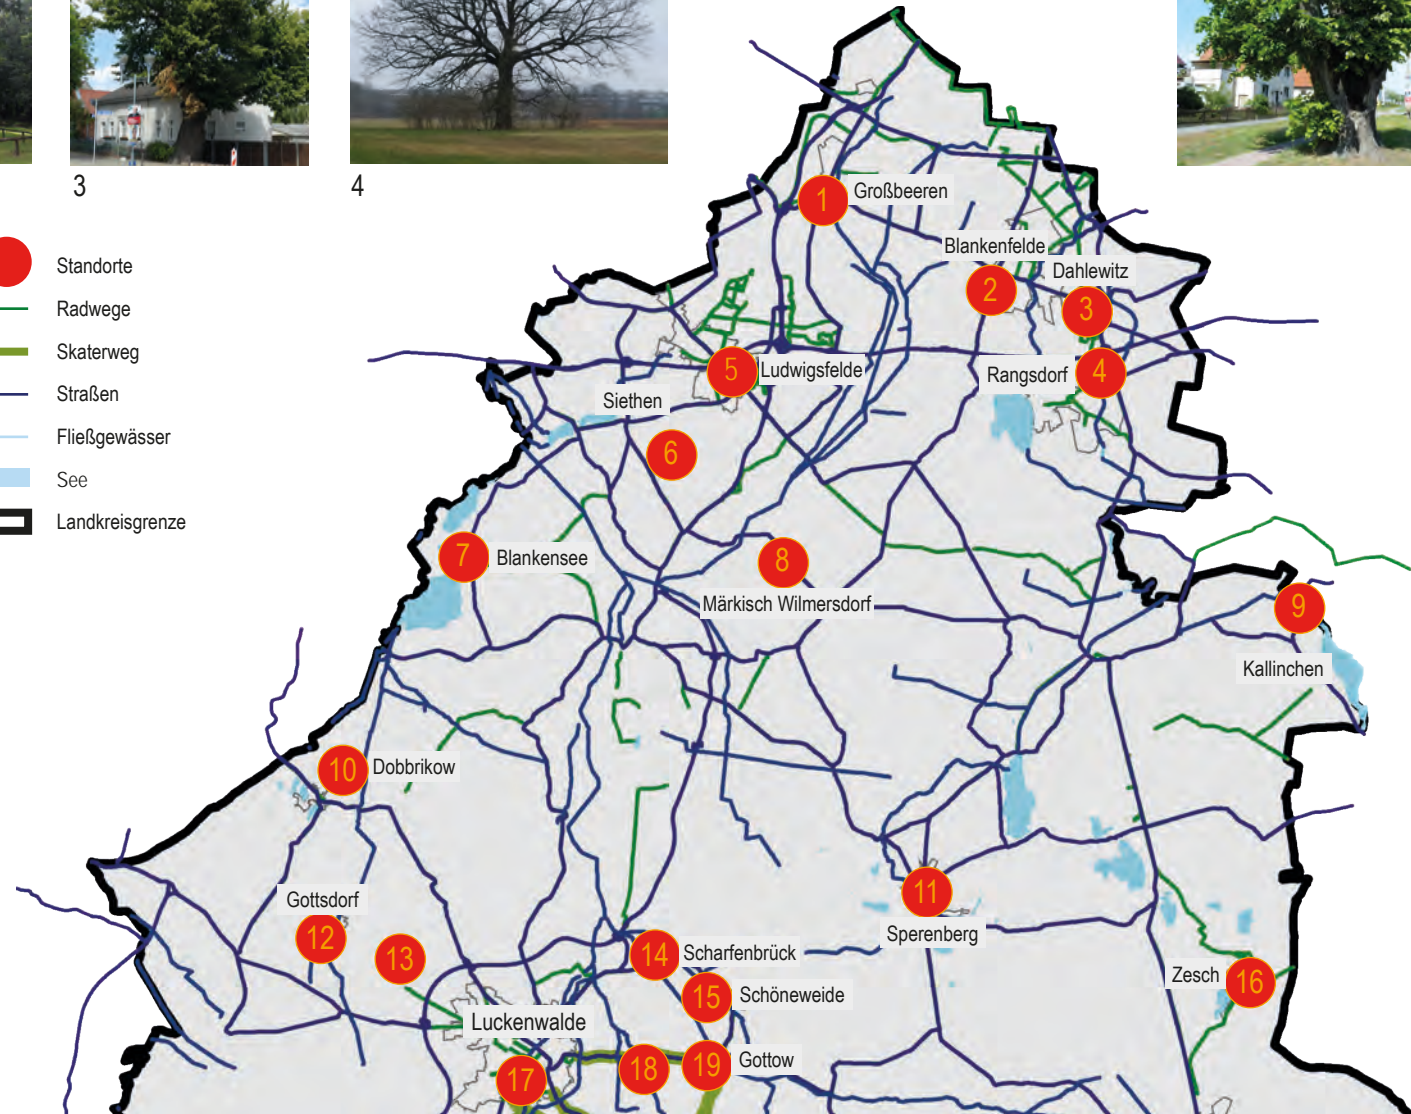 3
4
Standorte
Radwege
Skaterweg
Straßen
Fließgewässer
See
Landkreisgrenze
1
Großbeeren
Blankenfelde
2
Dahlewitz
3
Rangsdorf
4
5
Ludwigsfelde
Siethen
6
7
Blankensee
8
Märkisch Wilmersdorf
9
Kallinchen
10
Dobbrikow
11
Sperenberg
Gottsdorf
12
13
14
Scharfenbrück
15
Schöneweide
Zesch
16
Luckenwalde
17
18
19
Gottow